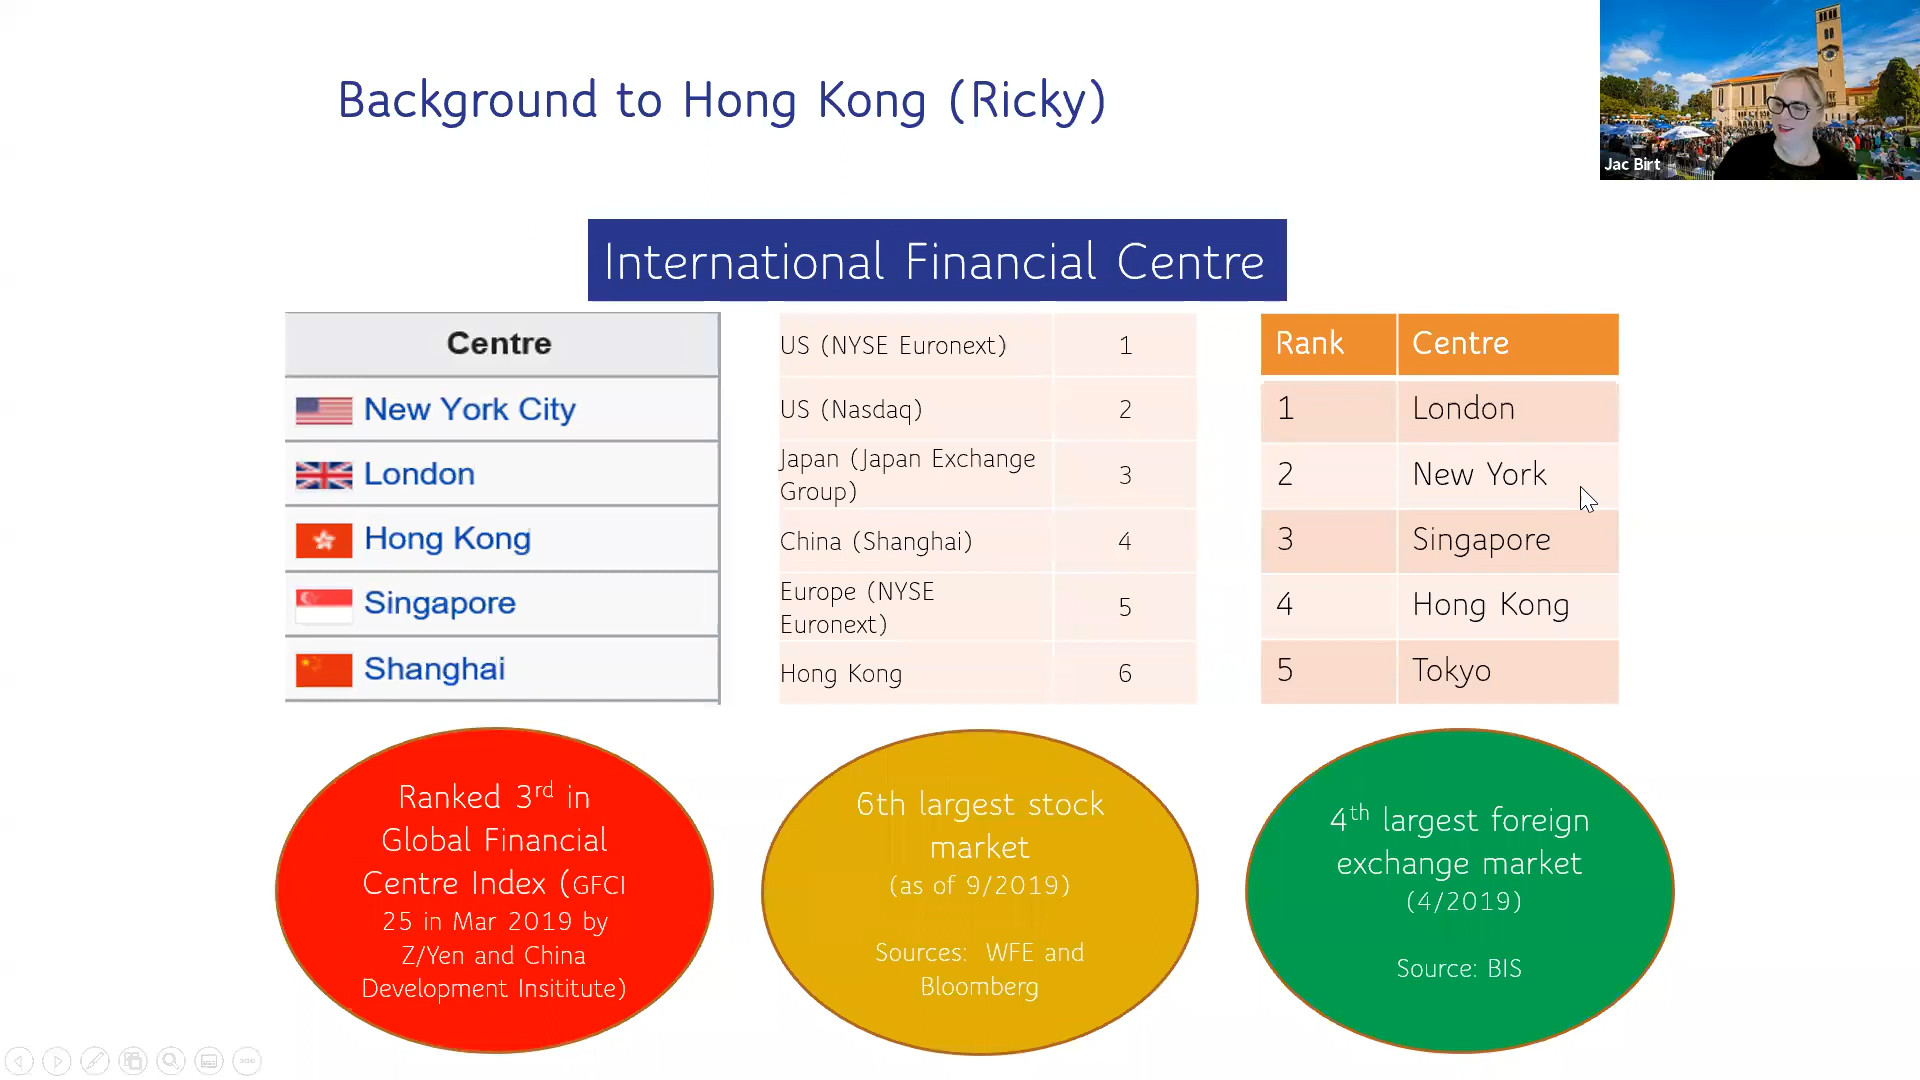 Background to Hong Kong (Ricky)
Jac Birt
International Financial Centre
Centre
New York City
London
Hong Kong
Singapore
Shanghai
US (NYSE Euronext) 1
US (Nasdaq) 2
Japan (Japan Exchange
Group) 3
China (Shanghai) 4
Europe (NYSE
Euronext) 5
Hong Kong 6
Rank Centre
1 London
2 New York
3 Singapore
4 Hong Kong
5 Tokyo
Ranked 3rd in
Global Financial
Centre Index (GFCI
25 in Mar 2019 by
Z/Yen and China
Development Insititute)
6th largest stock
market
(as of 9/2019)
Sources: WFE and
Bloomberg
4th largest foreign
exchange market
(4/2019)
Source: BIS